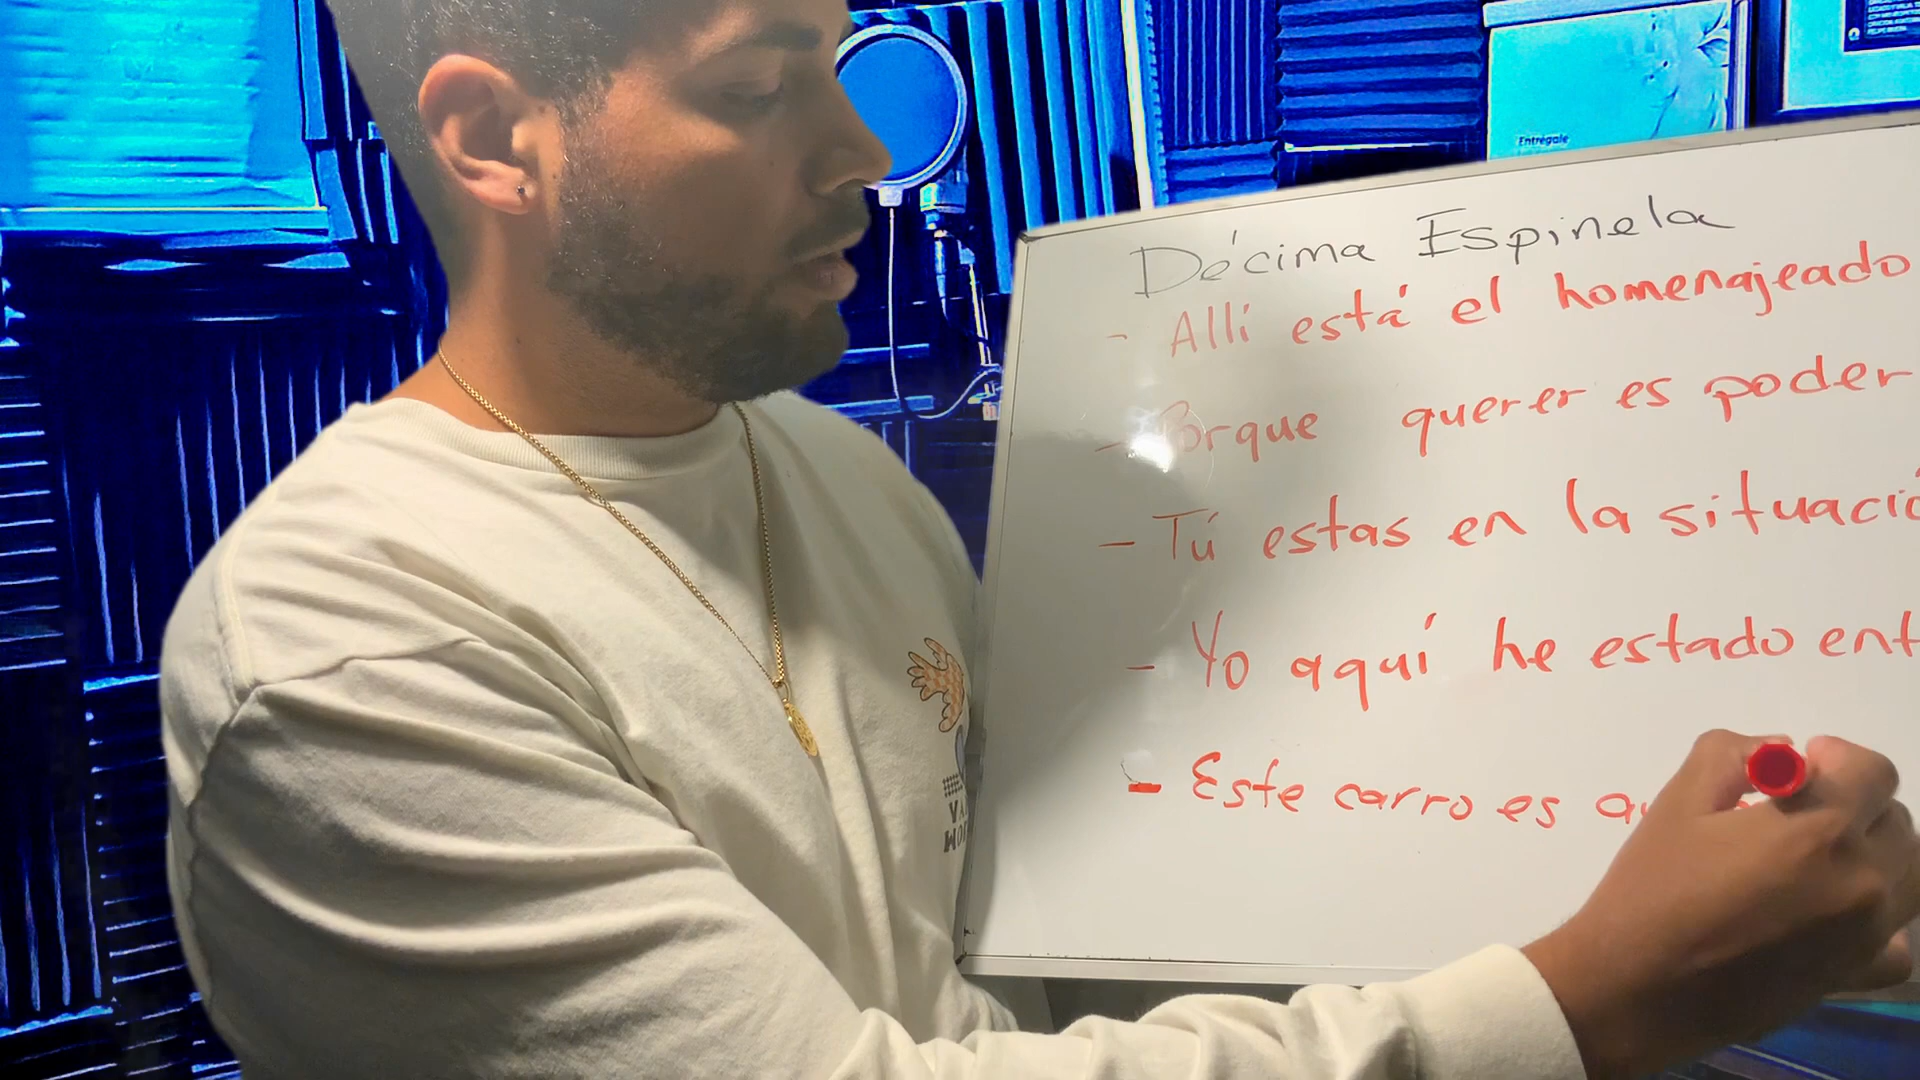 Entrégale
Décima Espinela
- Allí está el homenajeado
- Porque querer es poder
- Tú estas en la situació
- Yo aquí he estado ent
- Este carro es